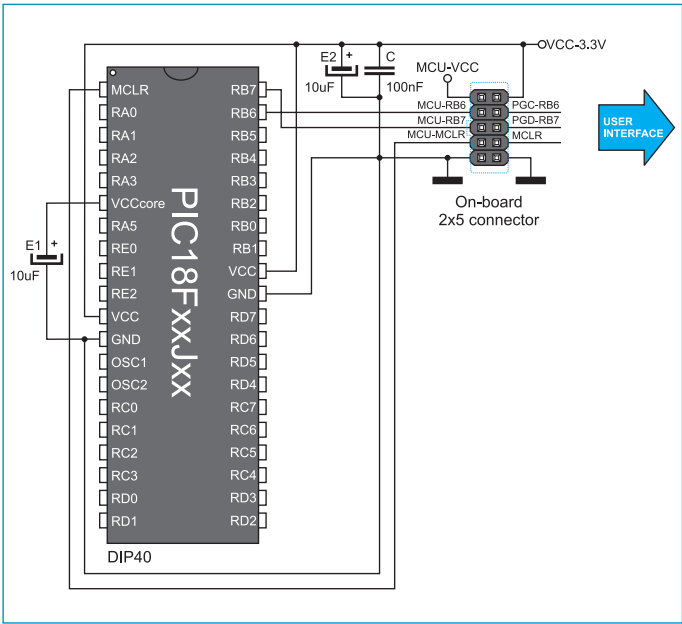 VCC-3.3V
E2 +
10uF
C
100nF
MCU-VCC
MCU-RB6 PGC-RB6
MCU-RB7 PGD-RB7
MCU-MCLR MCLR
USER
INTERFACE
On-board
2x5 connector
E1 +
10uF
PIC18FxxJxx
MCLR RB7
RA0 RB6
RA1 RB5
RA2 RB4
RA3 RB3
VCCcore RB2
RA5 RB0
RE0 RB1
RE1 VCC
RE2 GND
VCC RD7
GND RD6
OSC1 RD5
OSC2 RD4
RC0 RC7
RC1 RC6
RC2 RC5
RC3 RC4
RD0 RD3
RD1 RD2
DIP40